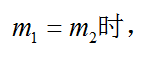 m₁ = m₂时，